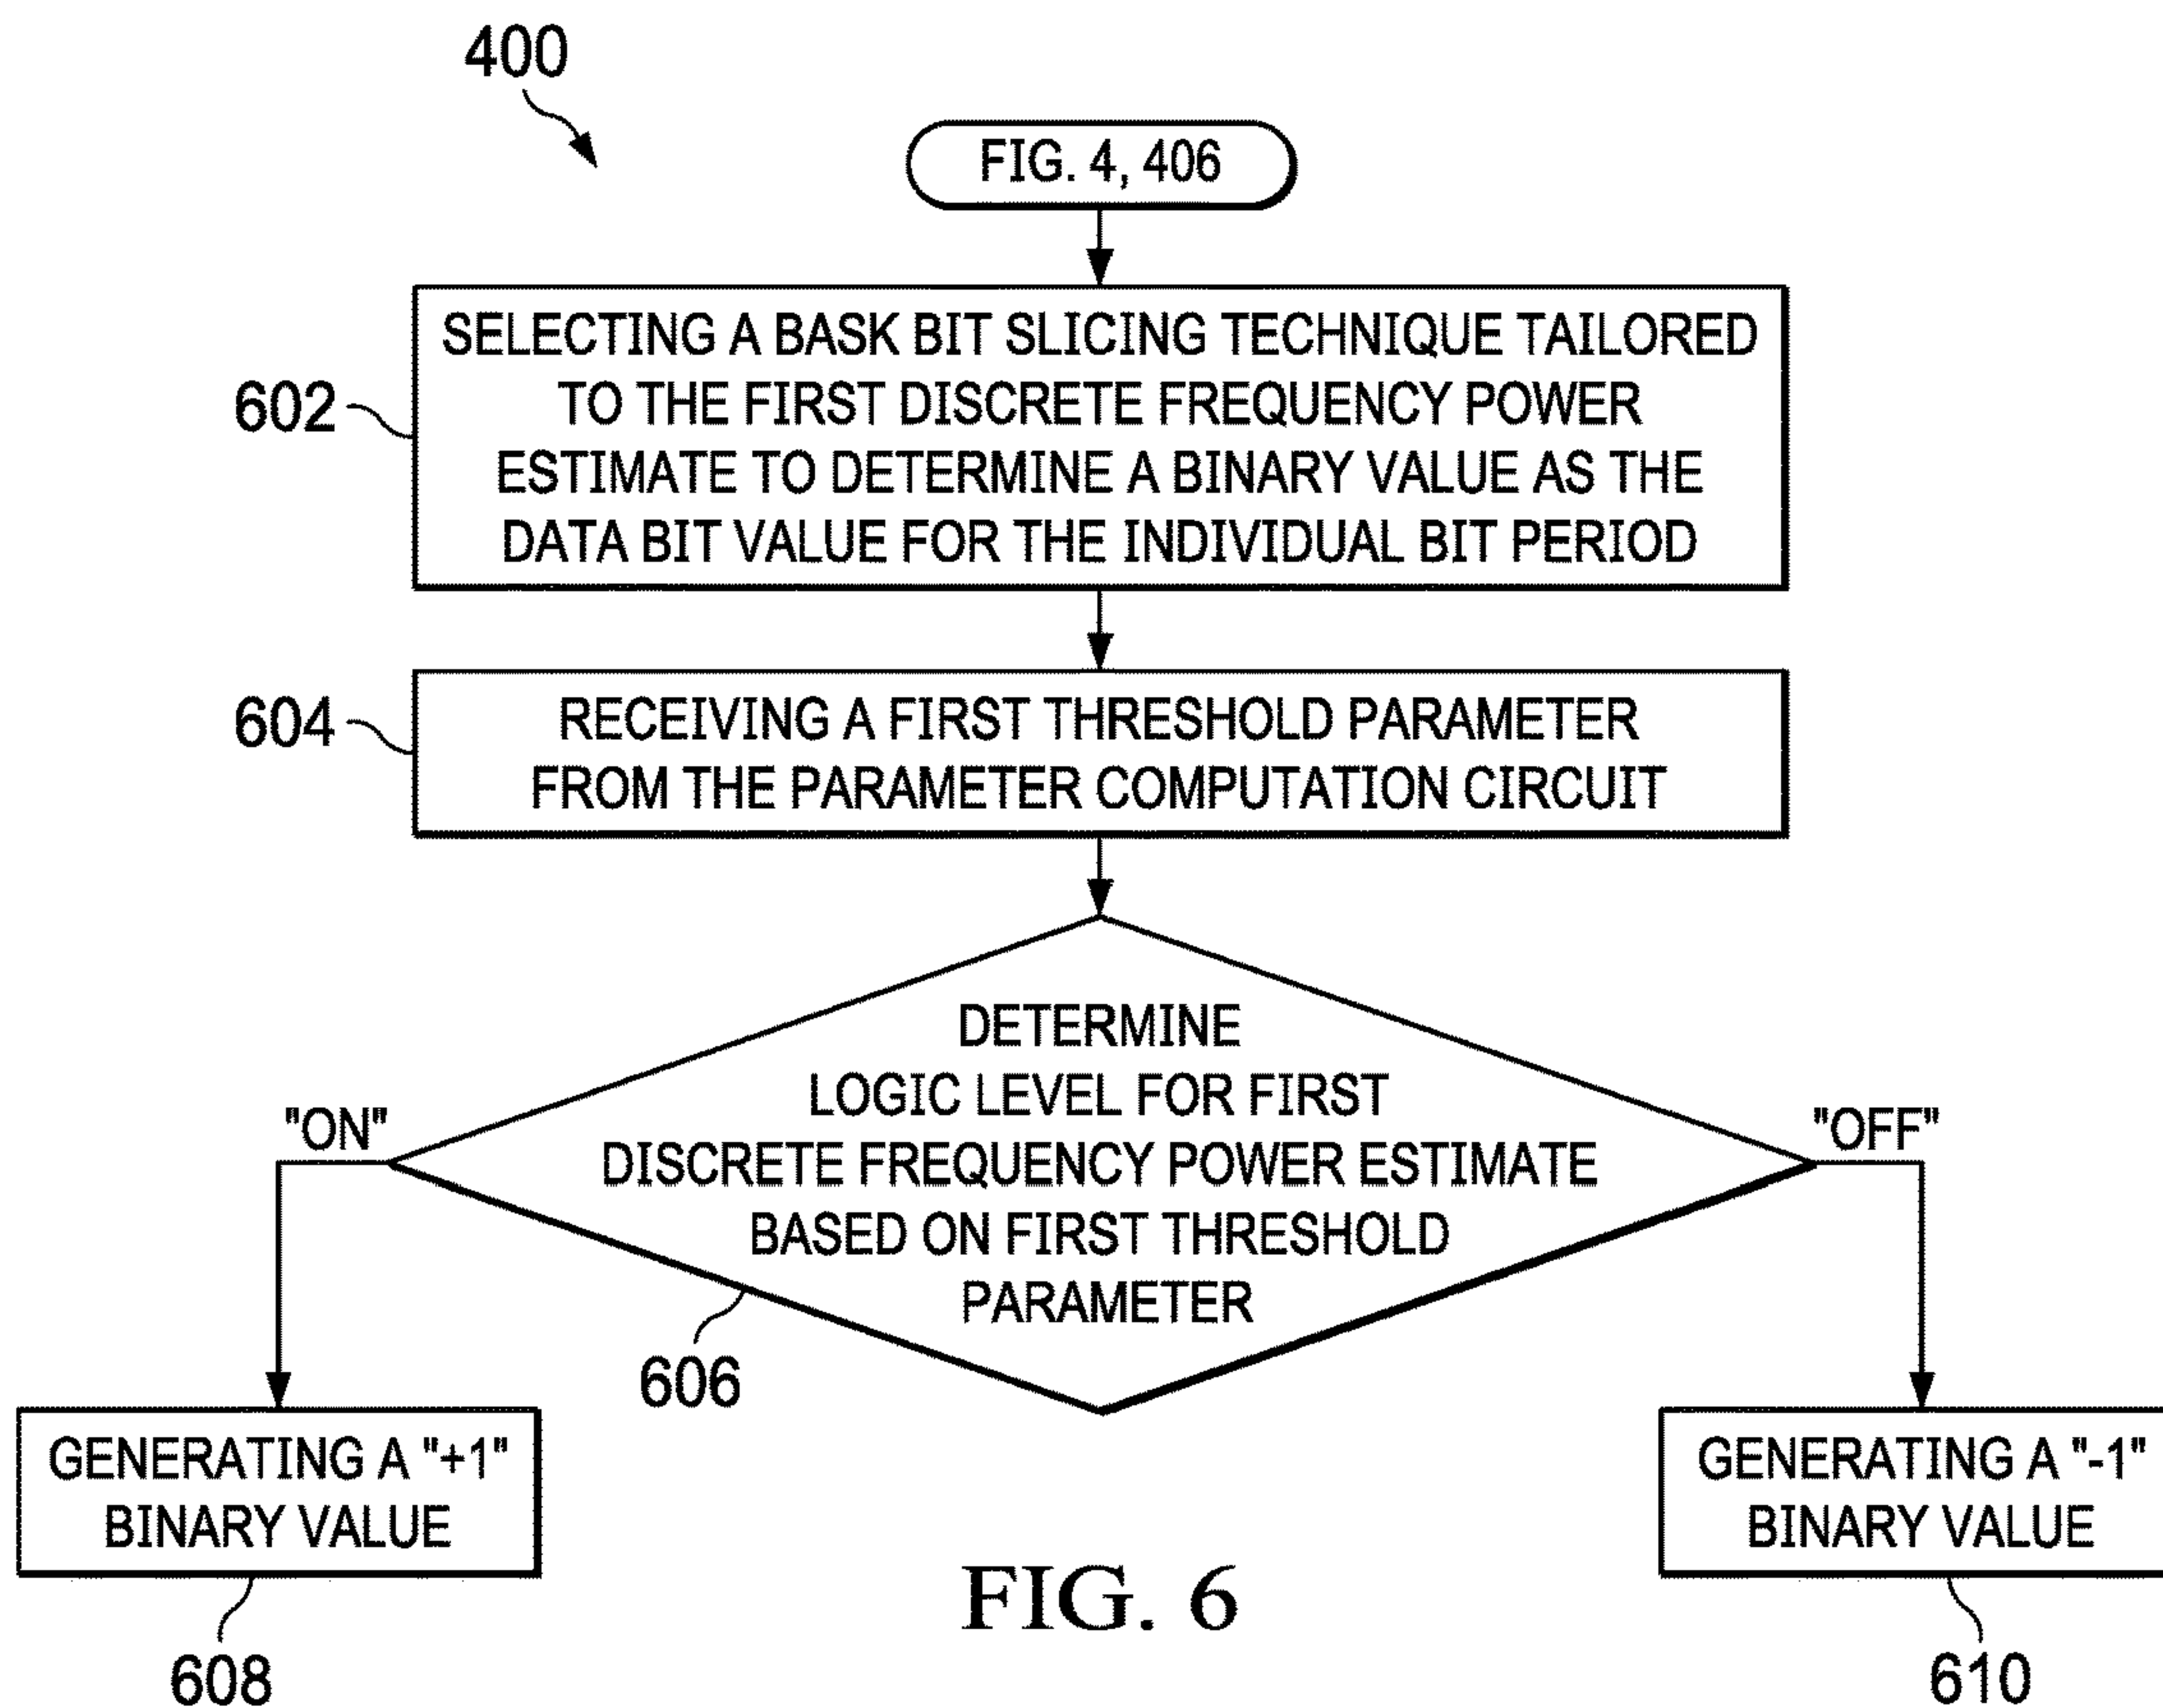 400
FIG. 4, 406
SELECTING A BASK BIT SLICING TECHNIQUE TAILORED
TO THE FIRST DISCRETE FREQUENCY POWER
ESTIMATE TO DETERMINE A BINARY VALUE AS THE
DATA BIT VALUE FOR THE INDIVIDUAL BIT PERIOD
602
RECEIVING A FIRST THRESHOLD PARAMETER
FROM THE PARAMETER COMPUTATION CIRCUIT
604
DETERMINE
LOGIC LEVEL FOR FIRST
DISCRETE FREQUENCY POWER ESTIMATE
BASED ON FIRST THRESHOLD
PARAMETER
606
"ON"
"OFF"
GENERATING A "+1"
BINARY VALUE
608
GENERATING A "-1"
BINARY VALUE
610
FIG. 6